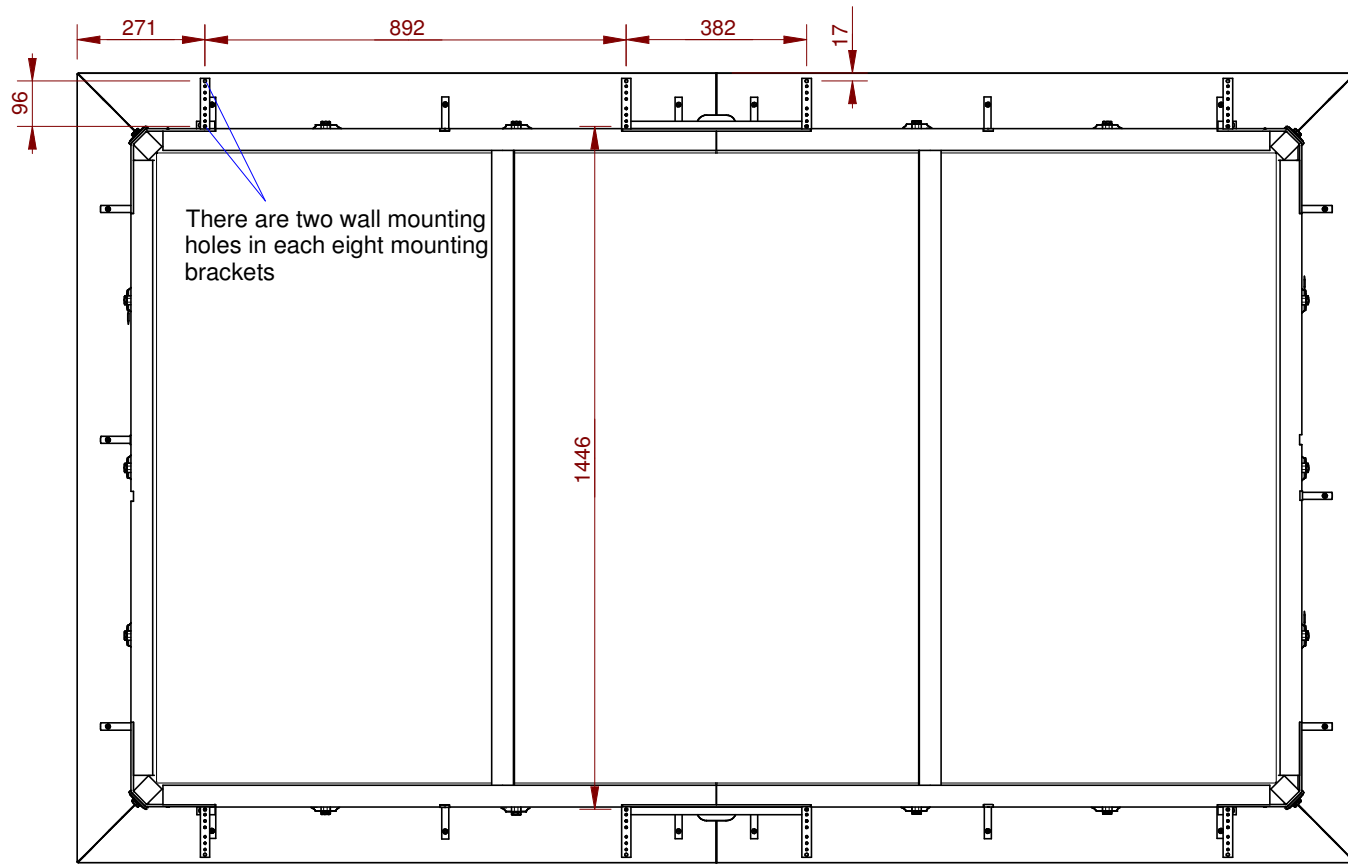 271
892
382
17
96
There are two wall mounting
holes in each eight mounting
brackets
1446